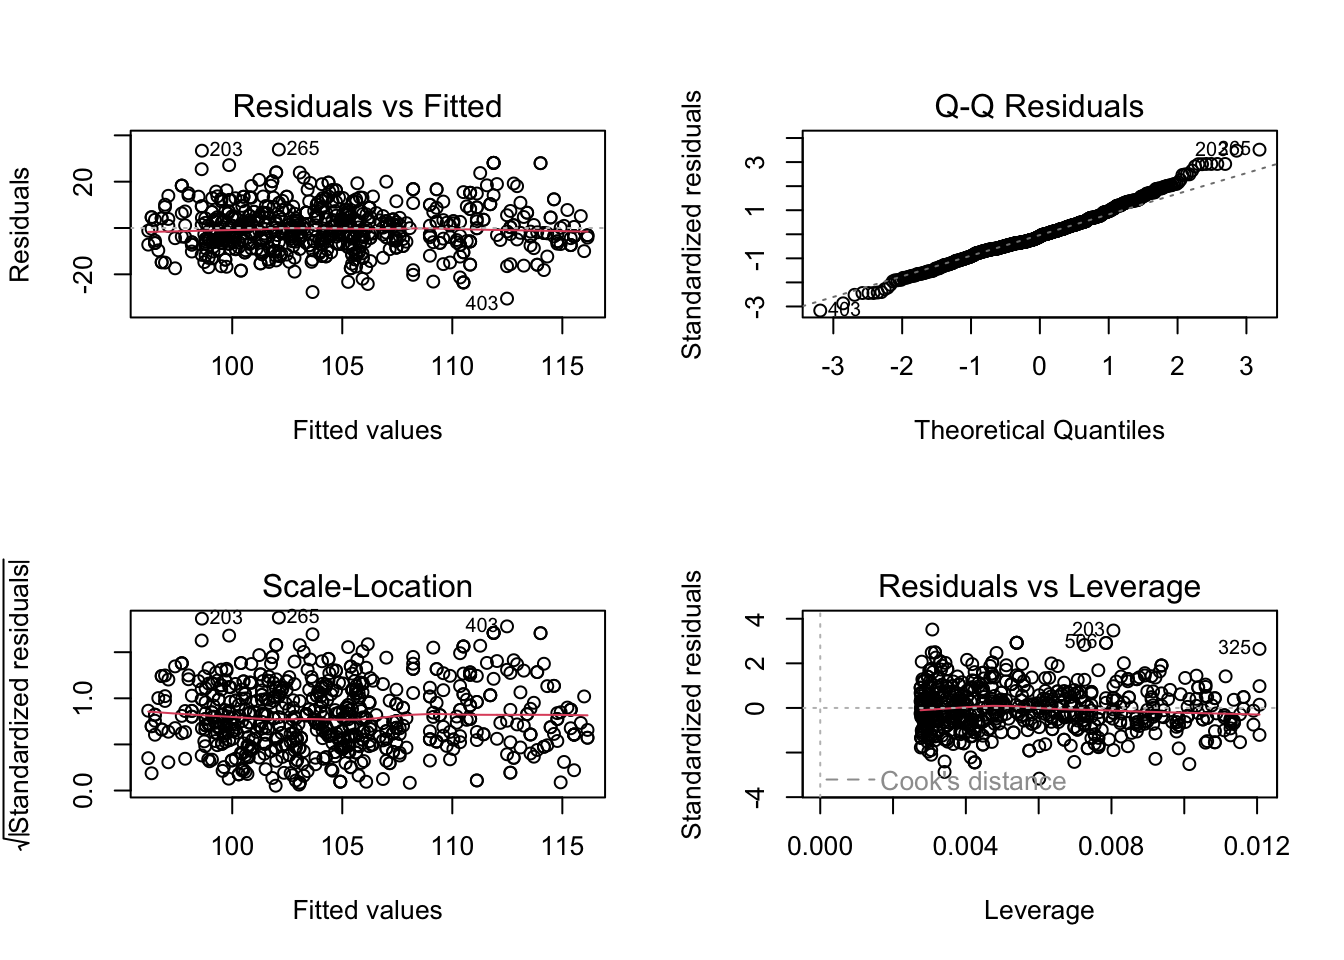 Residuals vs Fitted
Residuals
20
-20
203
265
403
100 105 110 115
Fitted values
Q-Q Residuals
Standardized residuals
3
1
-1
-3
203
265
403
-3 -2 -1 0 1 2 3
Theoretical Quantiles
Scale-Location
√|Standardized residuals|
1.0
0.0
203
265
403
100 105 110 115
Fitted values
Residuals vs Leverage
Standardized residuals
4
2
0
-4
203
506
325
Cook's distance
0.000 0.004 0.008 0.012
Leverage